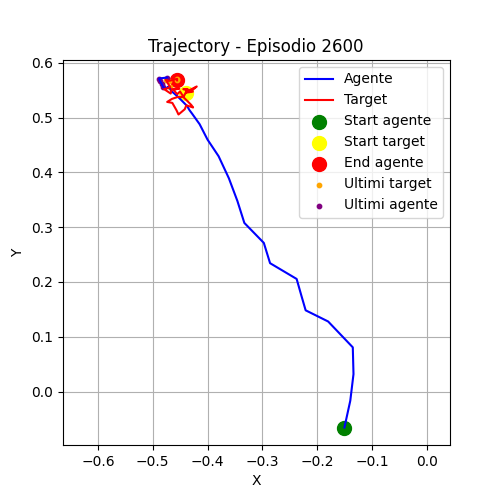 Trajectory - Episodio 2600
Agente
Target
Start agente
Start target
End agente
Ultimi target
Ultimi agente
0.6
0.5
0.4
0.3
0.2
0.1
0.0
Y
−0.6 −0.5 −0.4 −0.3 −0.2 −0.1 0.0
X